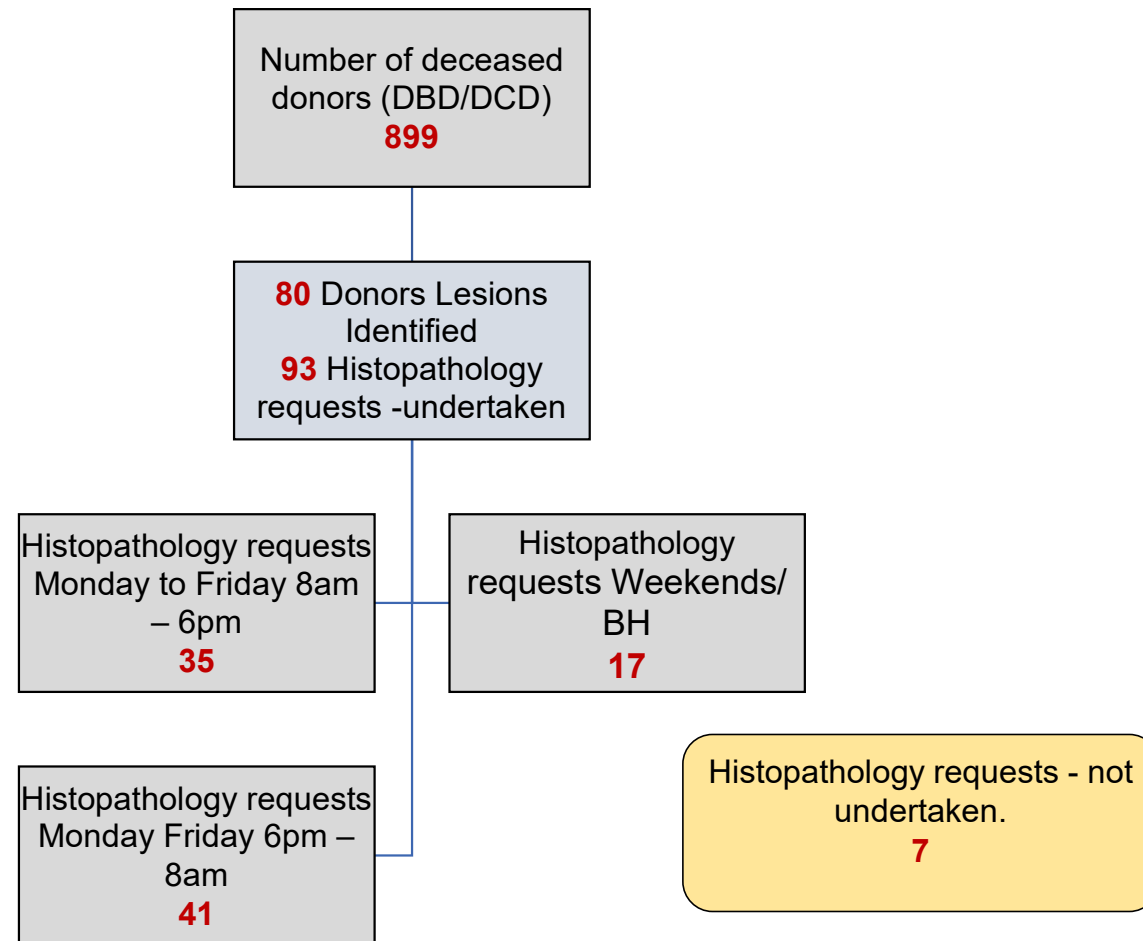 Number of deceased
donors (DBD/DCD)
899
80 Donors Lesions
Identified
93 Histopathology
requests -undertaken
Histopathology requests
Monday to Friday 8am
– 6pm
35
Histopathology
requests Weekends/
BH
17
Histopathology requests
Monday Friday 6pm –
8am
41
Histopathology requests - not
undertaken.
7